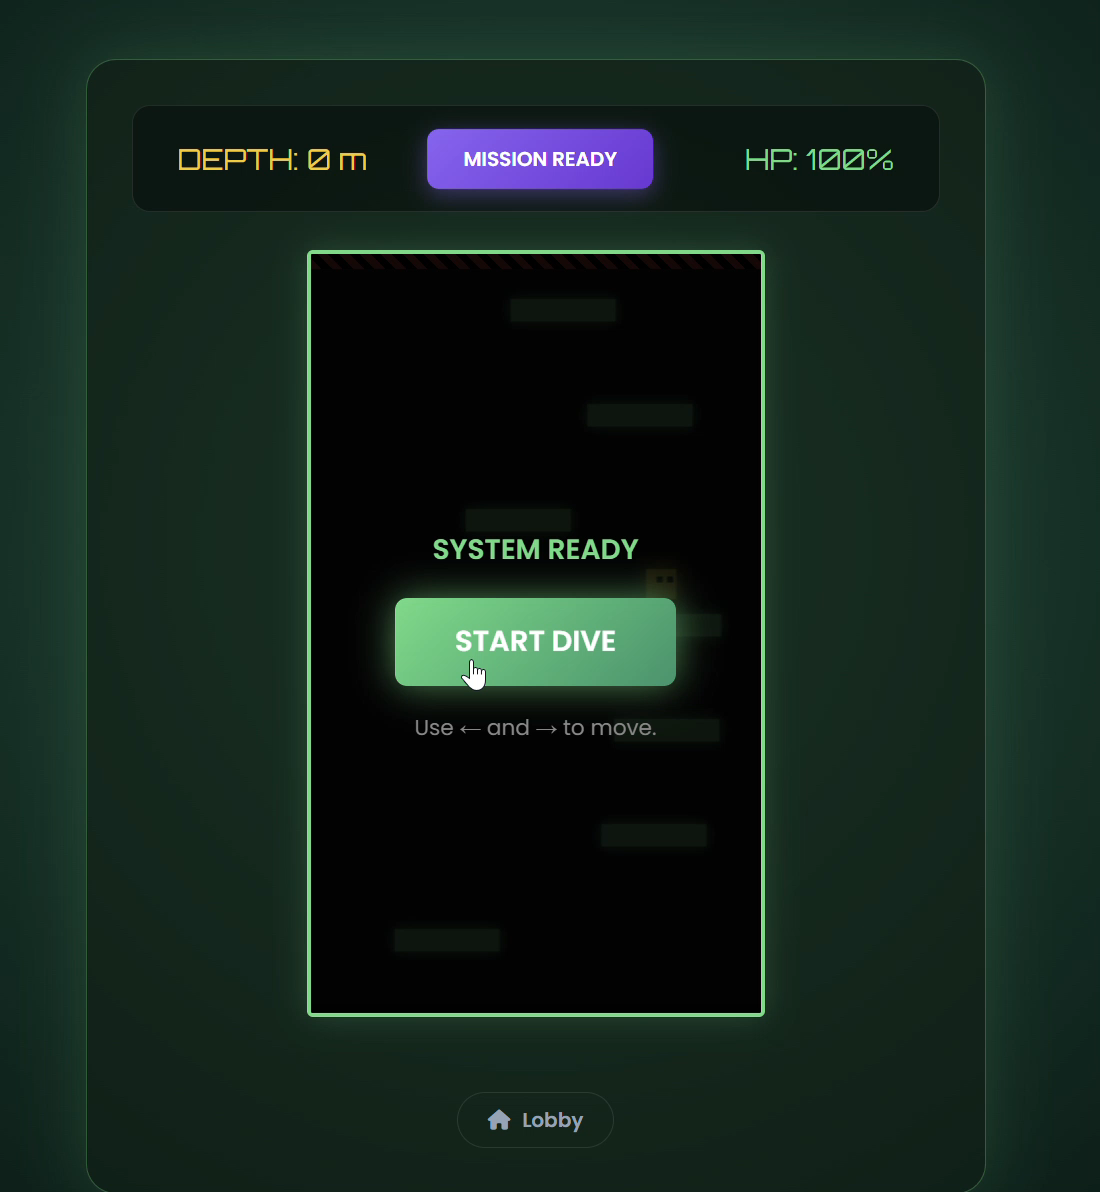 DEPTH: 0 m
MISSION READY
HP: 100%
SYSTEM READY
START DIVE
Use ← and → to move.
Lobby